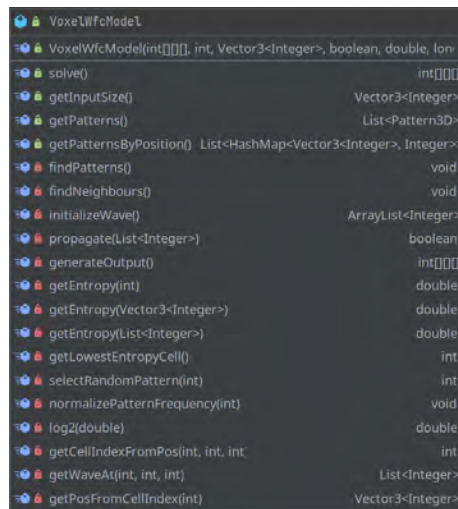 VoxelWfcModel
VoxelWfcModel(int[][][], int, Vector3<Integer>, boolean, double, lon
solve() int[][][]
getInputSize() Vector3<Integer>
getPatterns() List<Pattern3D>
getPatternsByPosition() List<HashMap<Vector3<Integer>, Integer>
findPatterns() void
findNeighbours() void
initializeWave() ArrayList<Integer>
propagate(List<Integer>) boolean
generateOutput() int[][][]
getEntropy(int) double
getEntropy(Vector3<Integer>) double
getEntropy(List<Integer>) double
getLowestEntropyCell() int
selectRandomPattern(int) int
normalizePatternFrequency(int) void
log2(double) double
getCellIndexFromPos(int, int, int int
getWaveAt(int, int, int) List<Integer>
getPosFromCellIndex(int) Vector3<Integer>